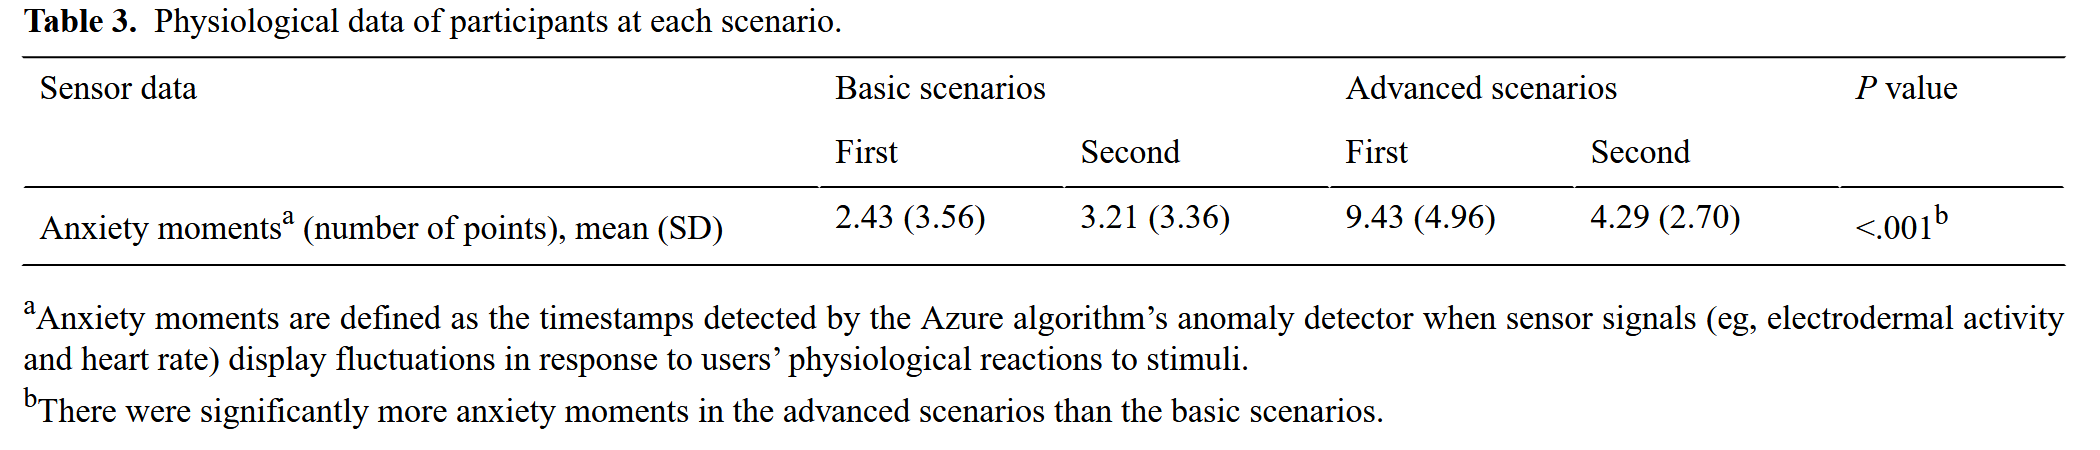 Table 3. Physiological data of participants at each scenario.
Sensor data Basic scenarios Advanced scenarios P value
First Second First Second
Anxiety momentsa (number of points), mean (SD) 2.43 (3.56) 3.21 (3.36) 9.43 (4.96) 4.29 (2.70) <.001b
aAnxiety moments are defined as the timestamps detected by the Azure algorithm’s anomaly detector when sensor signals (eg, electrodermal activity
and heart rate) display fluctuations in response to users’ physiological reactions to stimuli.
bThere were significantly more anxiety moments in the advanced scenarios than the basic scenarios.